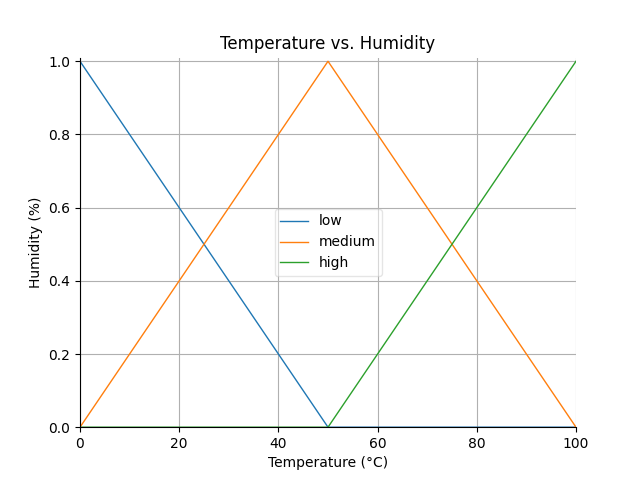 Temperature vs. Humidity
1.0
0.8
0.6
0.4
0.2
0.0
Humidity (%)
low
medium
high
0 20 40 60 80 100
Temperature (°C)